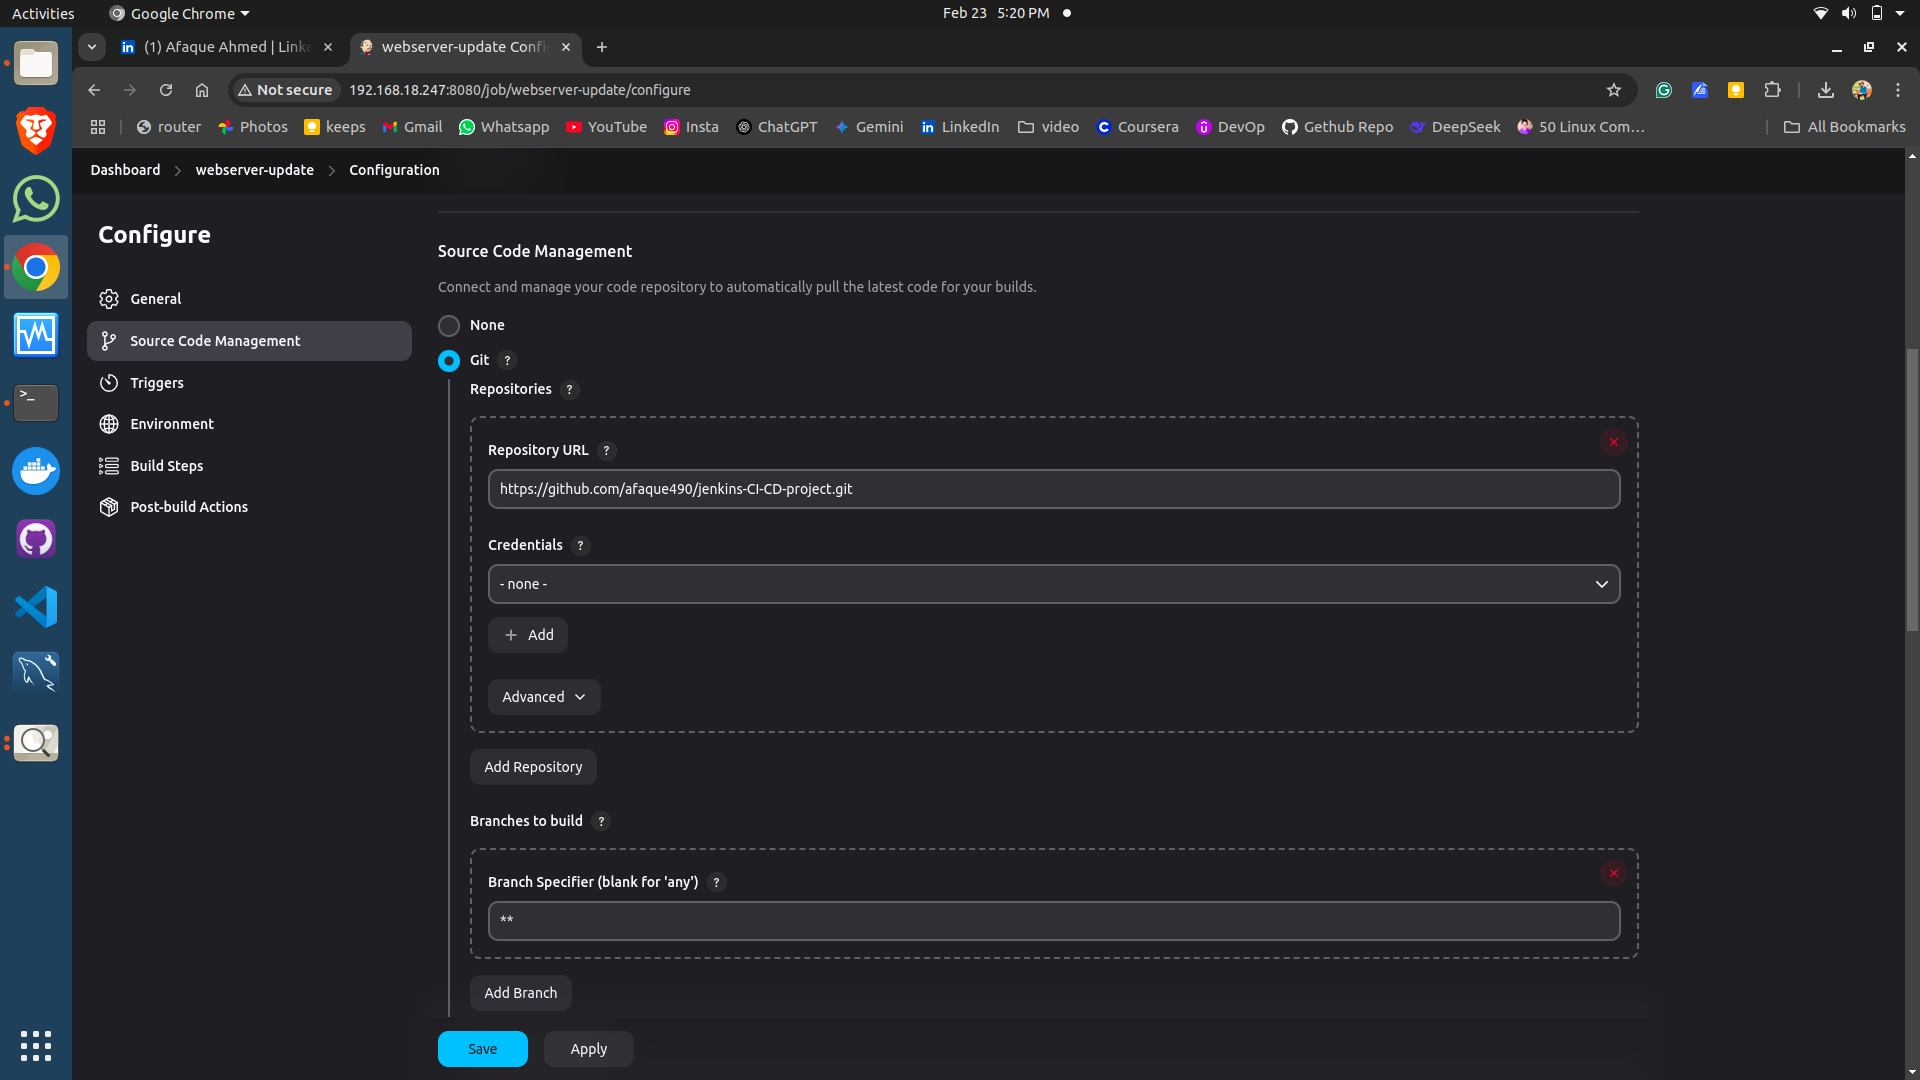 Activities
Google Chrome
Feb 23 5:20 PM
(1) Afaque Ahmed | Linke
webserver-update Confi
Not secure
192.168.18.247:8080/job/webserver-update/configure
router
Photos
keeps
Gmail
Whatsapp
YouTube
Insta
ChatGPT
Gemini
LinkedIn
video
Coursera
DevOp
Gethub Repo
DeepSeek
50 Linux Com...
All Bookmarks
Dashboard
webserver-update
Configuration
Configure
General
Source Code Management
Triggers
Environment
Build Steps
Post-build Actions
Source Code Management
Connect and manage your code repository to automatically pull the latest code for your builds.
None
Git ?
Repositories ?
Repository URL ?
https://github.com/afaque490/jenkins-CI-CD-project.git
Credentials ?
- none -
+ Add
Advanced
Add Repository
Branches to build ?
Branch Specifier (blank for 'any') ?
**
Add Branch
Save
Apply